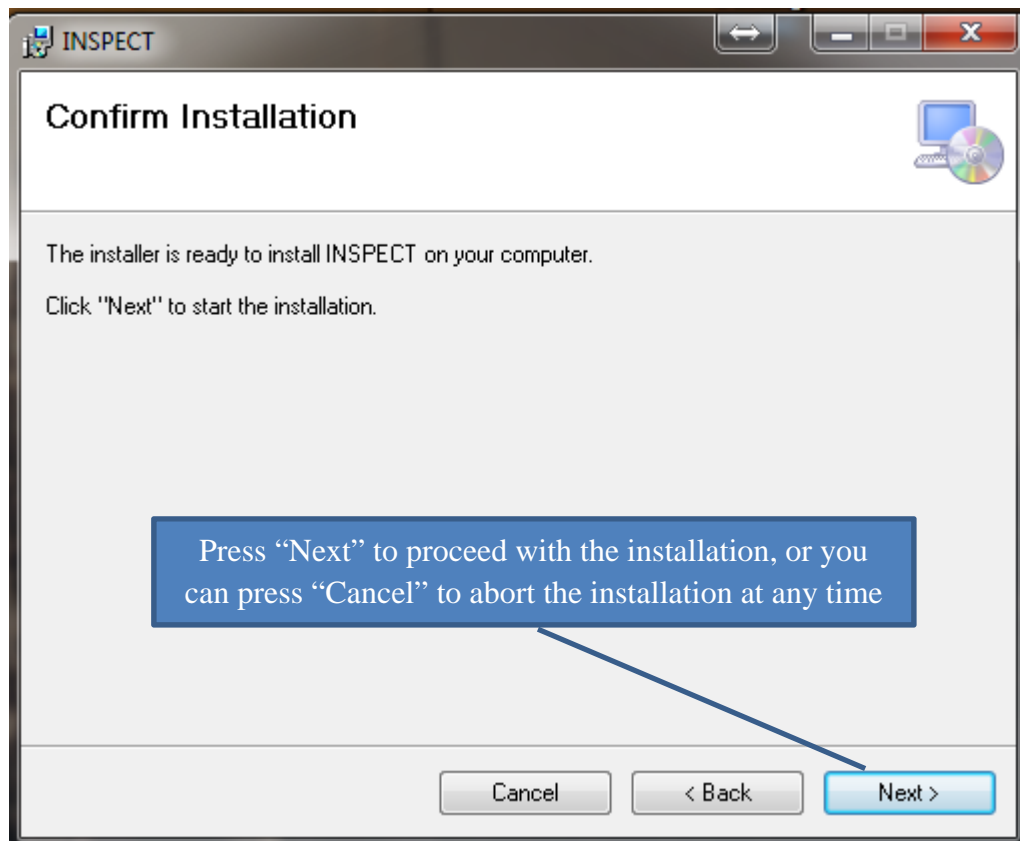 INSPECT
Confirm Installation
The installer is ready to install INSPECT on your computer.
Click "Next" to start the installation.
Press “Next” to proceed with the installation, or you
can press “Cancel” to abort the installation at any time
Cancel
< Back
Next >